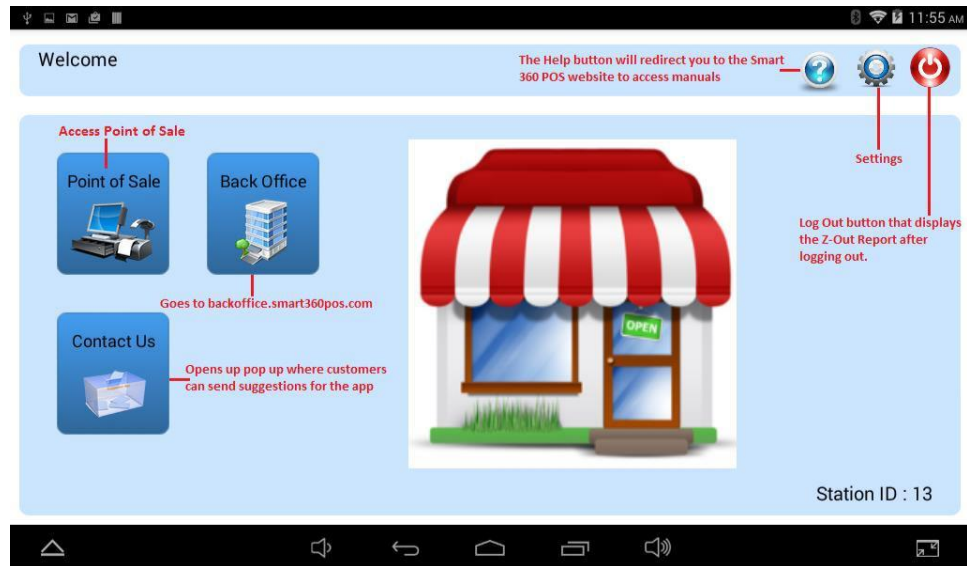 11:55 AM
Welcome
The Help button will redirect you to the Smart
360 POS website to access manuals
Settings
Log Out button that displays
the Z-Out Report after
logging out.
Access Point of Sale
Point of Sale
Back Office
Goes to backoffice.smart360pos.com
Contact Us
Opens up pop up where customers
can send suggestions for the app
OPEN
Station ID : 13